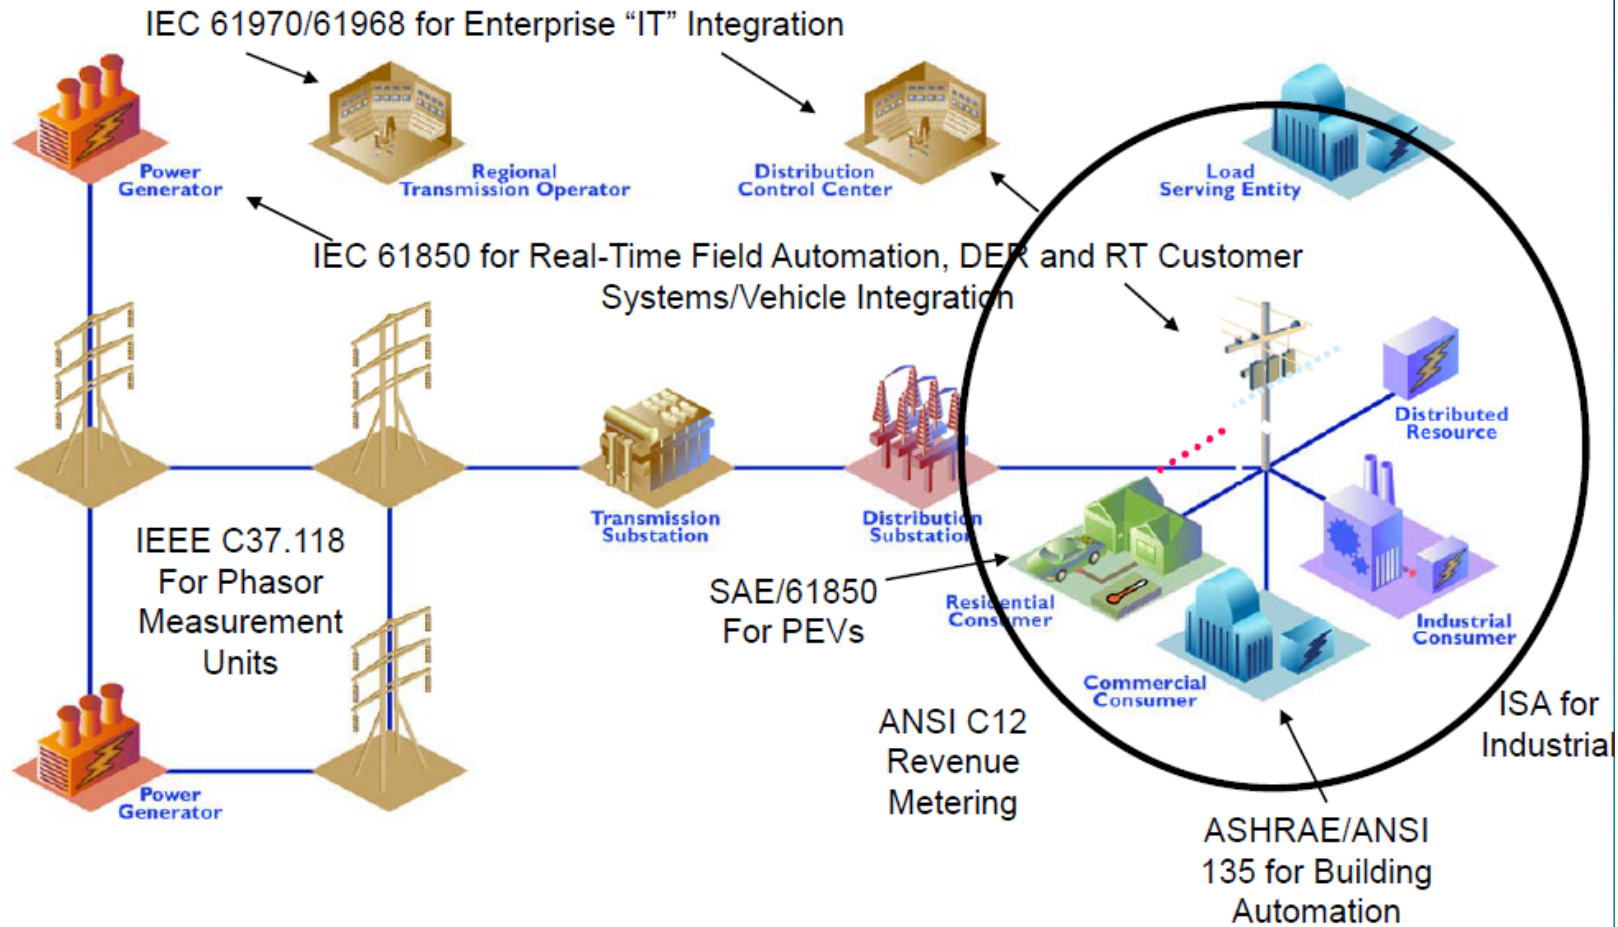 IEC 61970/61968 for Enterprise “IT” Integration
Power
Generator
Regional
Transmission Operator
Distribution
Control Center
Load
Serving Entity
IEC 61850 for Real-Time Field Automation, DER and RT Customer
Systems/Vehicle Integration
Distributed
Resource
Transmission
Substation
Distribution
Substation
IEEE C37.118
For Phasor
Measurement
Units
SAE/61850
For PEVs
Residential
Consumer
Industrial
Consumer
Commercial
Consumer
ANSI C12
Revenue
Metering
ISA for
Industrial
Power
Generator
ASHRAE/ANSI
135 for Building
Automation